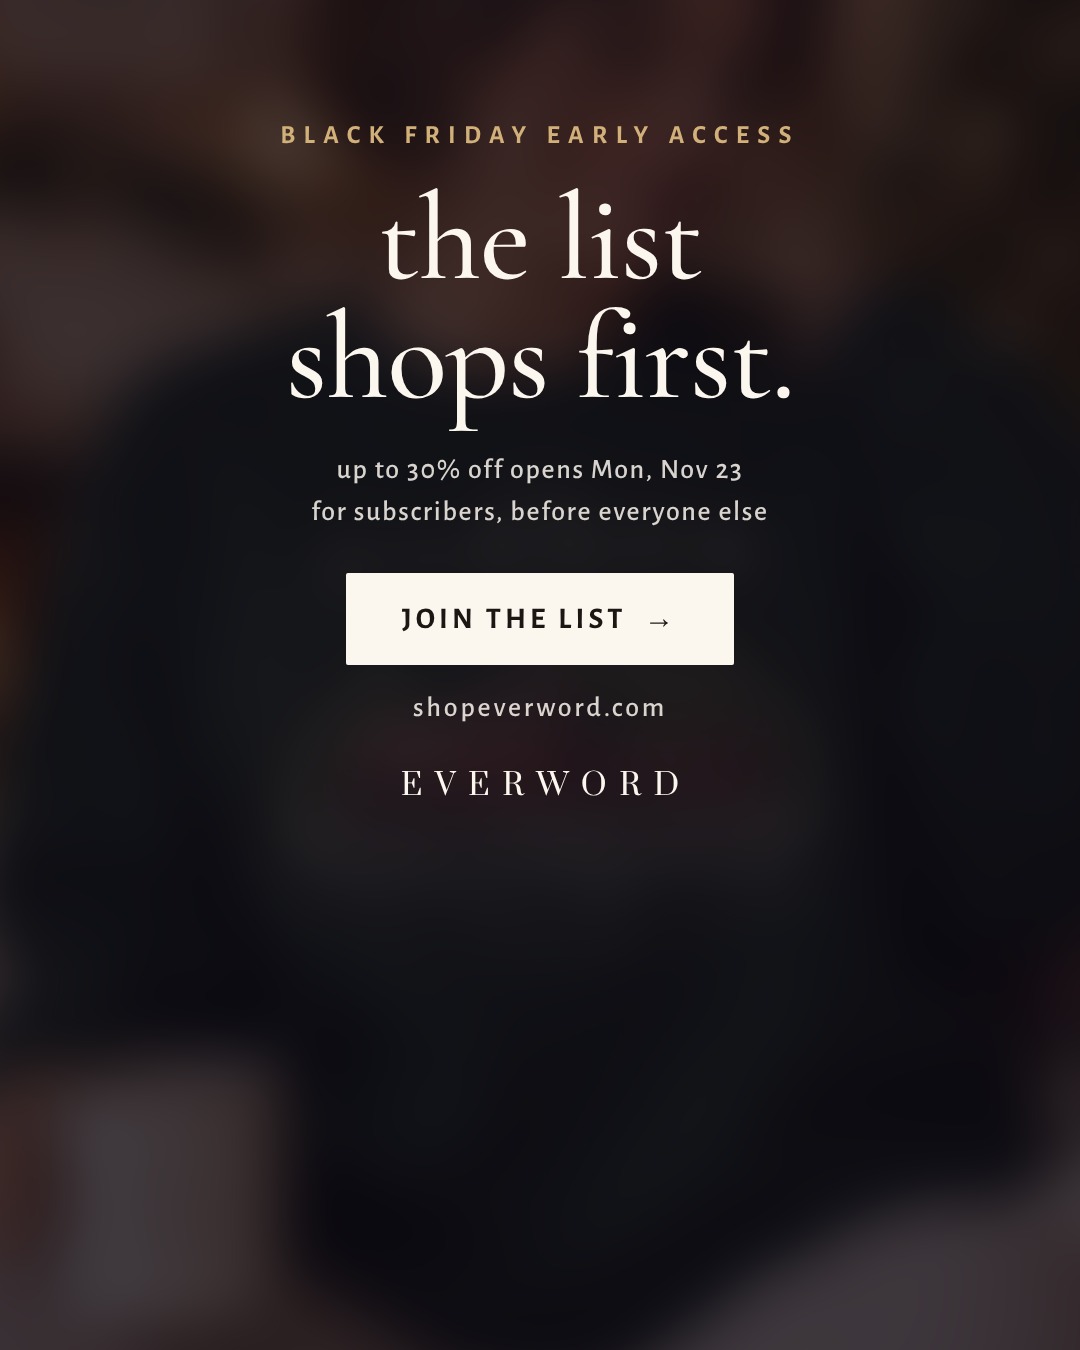 BLACK FRIDAY EARLY ACCESS
the list
shops first.
up to 30% off opens Mon, Nov 23
for subscribers, before everyone else
JOIN THE LIST →
shopeverword.com
EVERWORD